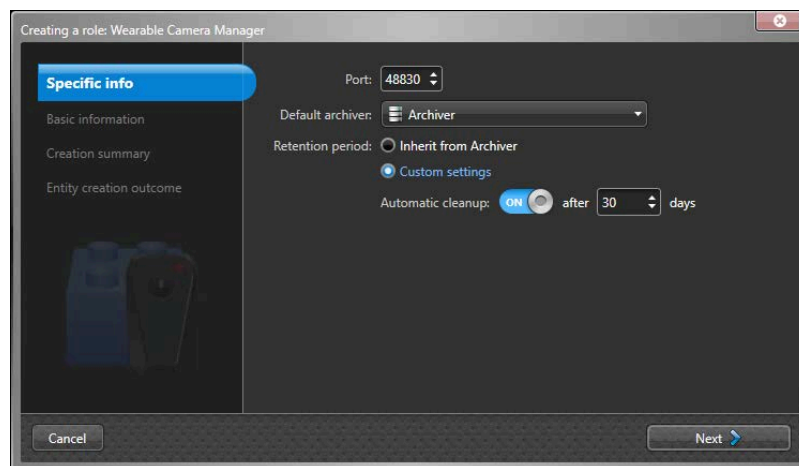 Creating a role: Wearable Camera Manager
Specific info
Basic information
Creation summary
Entity creation outcome
Port: 48830
Default archiver: Archiver
Retention period: Inherit from Archiver
Custom settings
Automatic cleanup: ON after 30 days
Cancel
Next